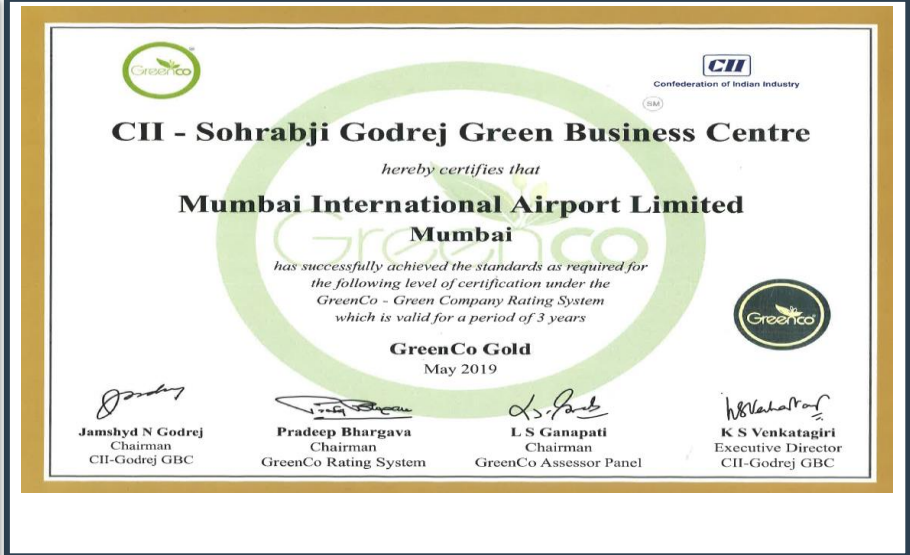 Greenco
CII
Confederation of Indian Industry
SM
CII - Sohrabji Godrej Green Business Centre
hereby certifies that
Mumbai International Airport Limited
Mumbai
Greenco
has successfully achieved the standards as required for
the following level of certification under the
GreenCo - Green Company Rating System
which is valid for a period of 3 years
Greenco
GreenCo Gold
May 2019
Jamshyd N Godrej
Chairman
CII-Godrej GBC
Pradeep Bhargava
Chairman
GreenCo Rating System
L S Ganapati
Chairman
GreenCo Assessor Panel
K S Venkatagiri
Executive Director
CII-Godrej GBC